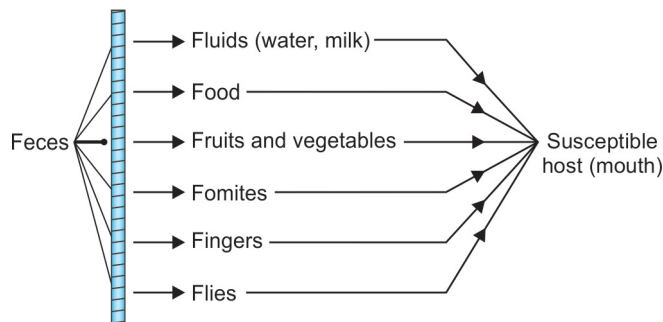 Fluids (water, milk)
Food
Feces
Fruits and vegetables
Susceptible
host (mouth)
Fomites
Fingers
Flies